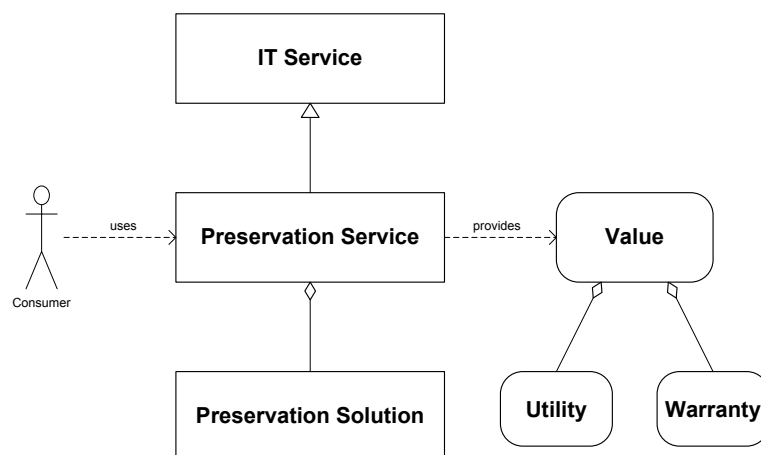 IT Service
uses
Preservation Service
provides
Value
Consumer
Preservation Solution
Utility
Warranty